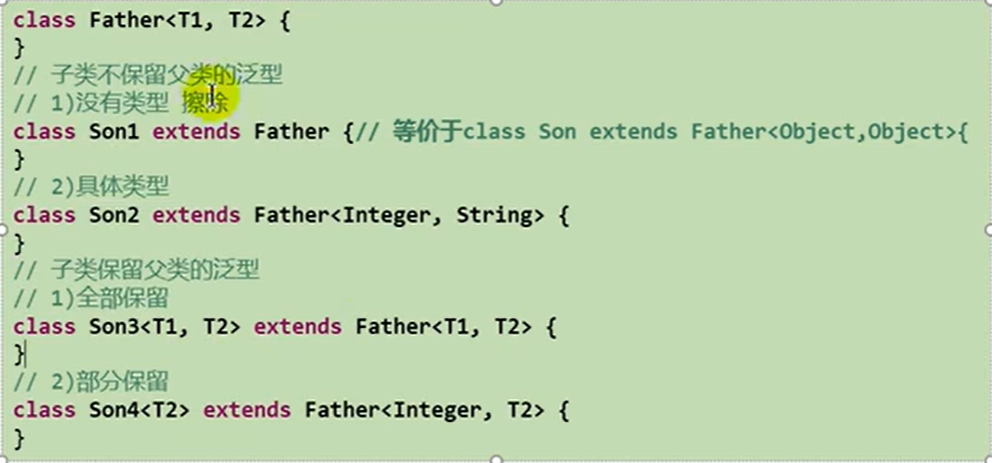 class Father<T1, T2> {
}
// 子类不保留父类的泛型
// 1)没有类型 擦除
class Son1 extends Father {// 等价于class Son extends Father<Object,Object>{
}
// 2)具体类型
class Son2 extends Father<Integer, String> {
}
// 子类保留父类的泛型
// 1)全部保留
class Son3<T1, T2> extends Father<T1, T2> {
}
// 2)部分保留
class Son4<T2> extends Father<Integer, T2> {
}